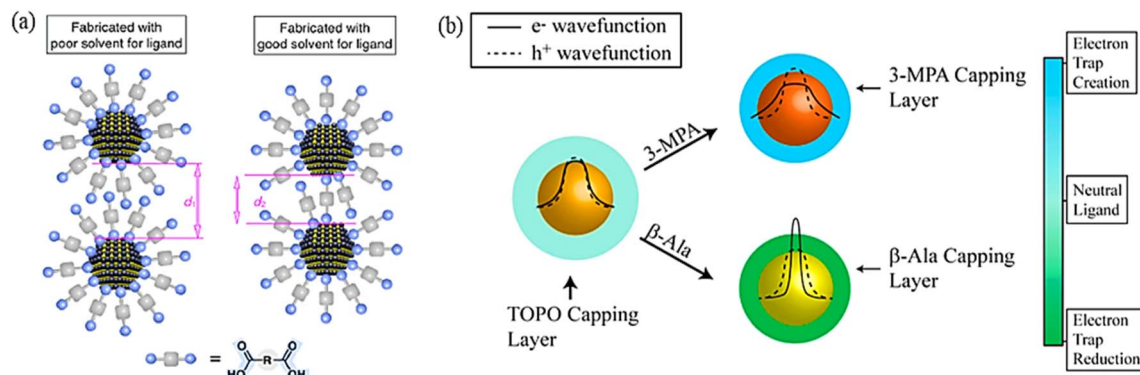 (a)
Fabricated with
poor solvent for ligand
Fabricated with
good solvent for ligand
d₁
d₂
=
O
O
R
HO
OH
(b)
e- wavefunction
h⁺ wavefunction
3-MPA
β-Ala
TOPO Capping
Layer
3-MPA Capping
Layer
β-Ala Capping
Layer
Electron
Trap
Creation
Neutral
Ligand
Electron
Trap
Reduction